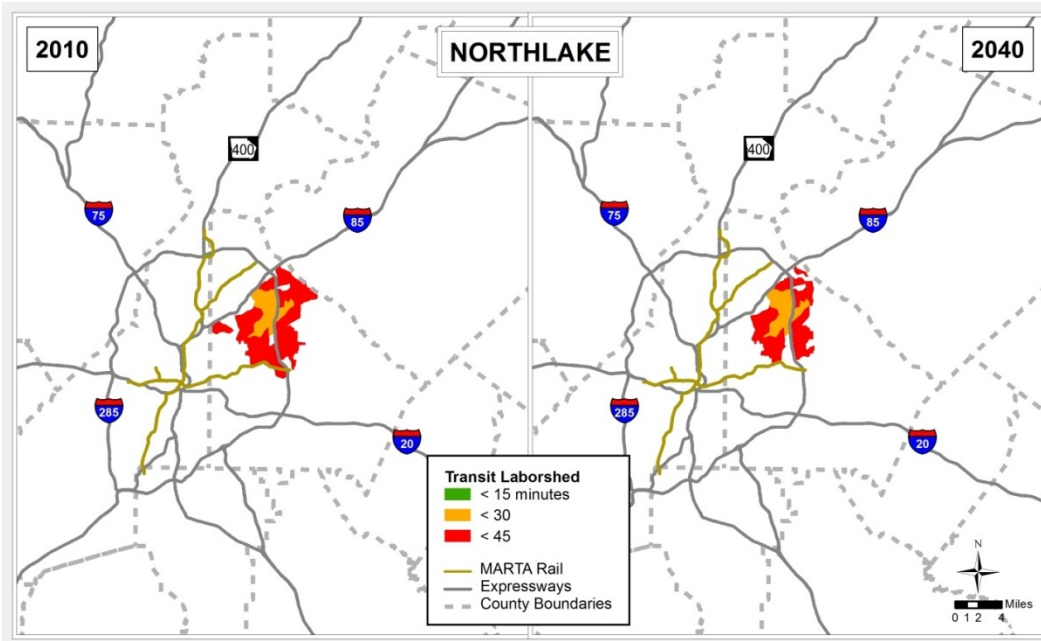 2010
NORTHLAKE
2040
400
400
75
85
75
85
285
20
285
20
Transit Laborshed
< 15 minutes
< 30
< 45
MARTA Rail
Expressways
County Boundaries
N
Miles
0 1 2 4